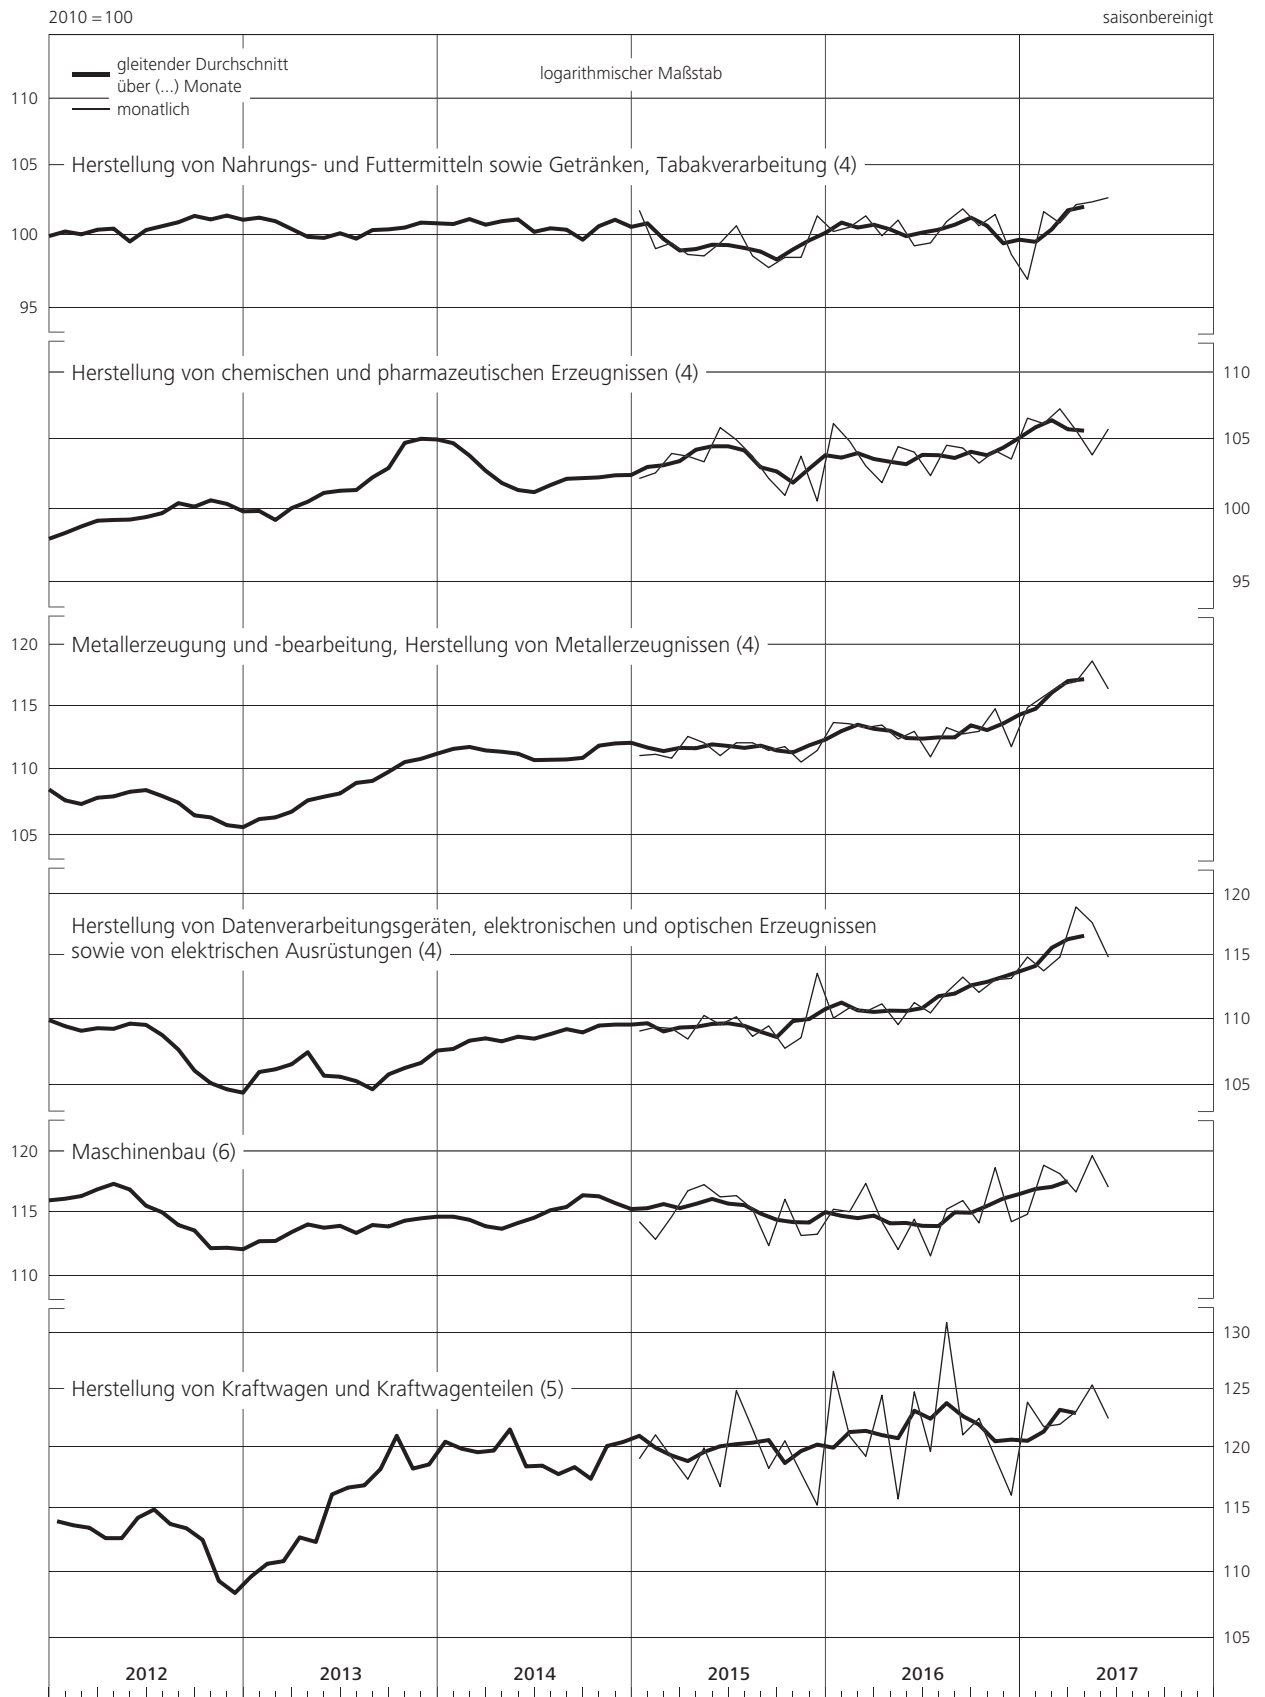 2010 = 100
saisonbereinigt
gleitender Durchschnitt
über (...) Monate
monatlich
logarithmischer Maßstab
110
105
Herstellung von Nahrungs- und Futtermitteln sowie Getränken, Tabakverarbeitung (4)
100
95
Herstellung von chemischen und pharmazeutischen Erzeugnissen (4)
110
105
100
95
120
Metallerzeugung und -bearbeitung, Herstellung von Metallerzeugnissen (4)
115
110
105
120
Herstellung von Datenverarbeitungsgeräten, elektronischen und optischen Erzeugnissen
sowie von elektrischen Ausrüstungen (4)
115
110
105
120
Maschinenbau (6)
115
110
130
Herstellung von Kraftwagen und Kraftwagenteilen (5)
125
120
115
110
105
2012 2013 2014 2015 2016 2017